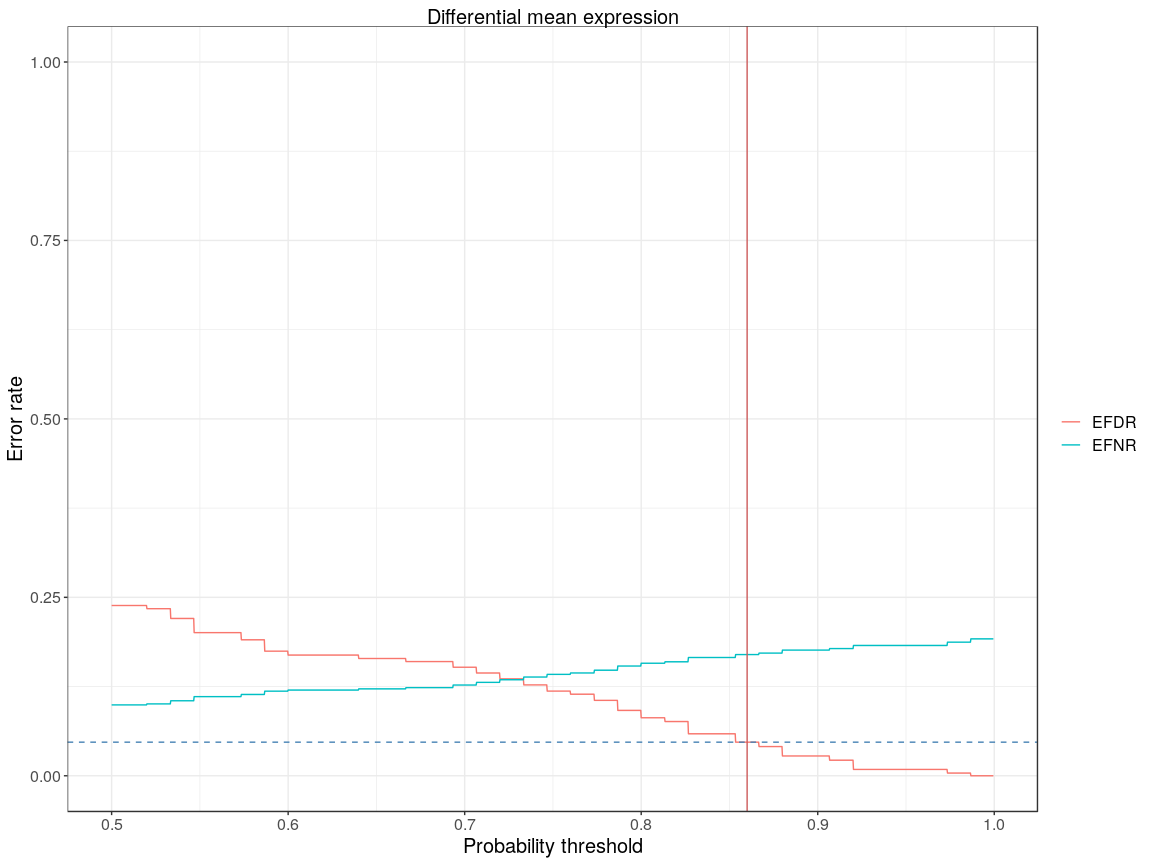 Differential mean expression
1.00
0.75
0.50
0.25
0.00
Error rate
0.5 0.6 0.7 0.8 0.9 1.0
Probability threshold
EFDR
EFNR